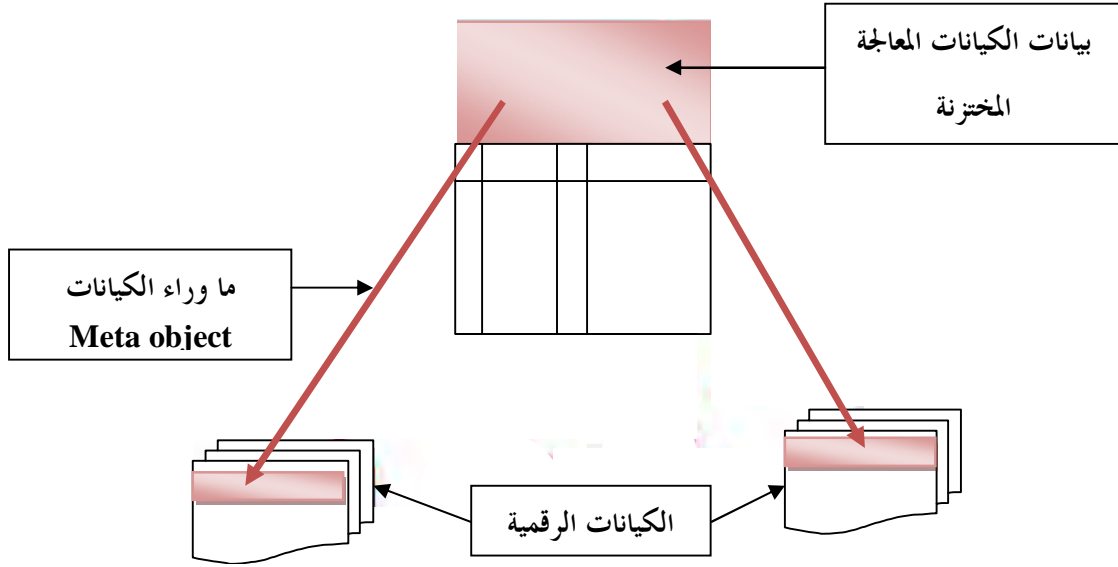 بيانات الكيانات المعالجة
المختزنة
ما وراء الكيانات
Meta object
الكيانات الرقمية